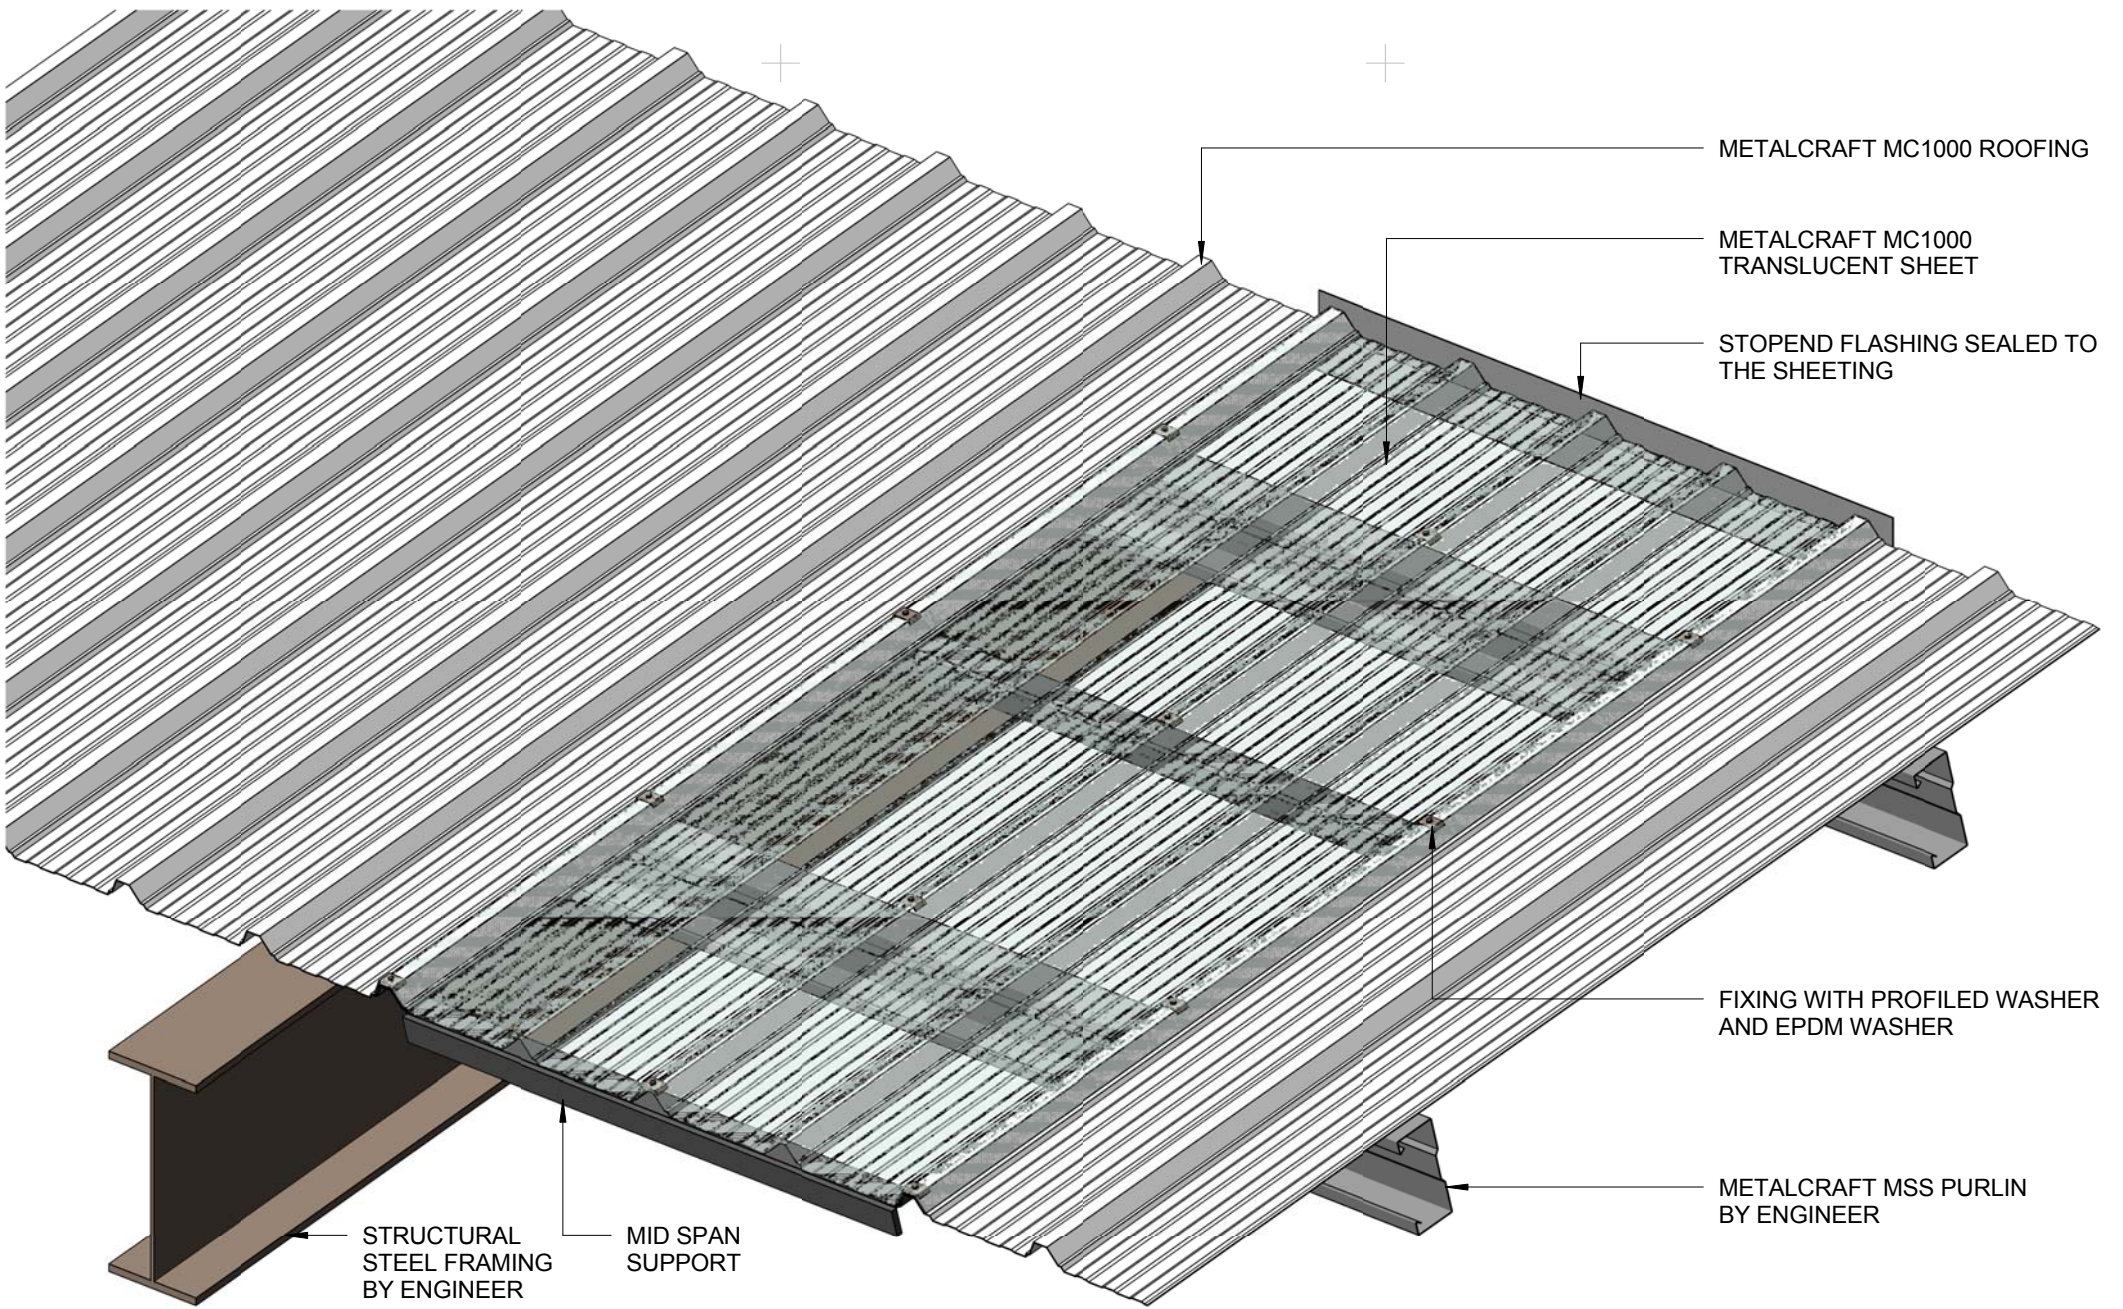 METALCRAFT MC1000 ROOFING
METALCRAFT MC1000
TRANSLUCENT SHEET
STOPEND FLASHING SEALED TO
THE SHEETING
FIXING WITH PROFILED WASHER
AND EPDM WASHER
METALCRAFT MSS PURLIN
BY ENGINEER
STRUCTURAL
STEEL FRAMING
BY ENGINEER
MID SPAN
SUPPORT